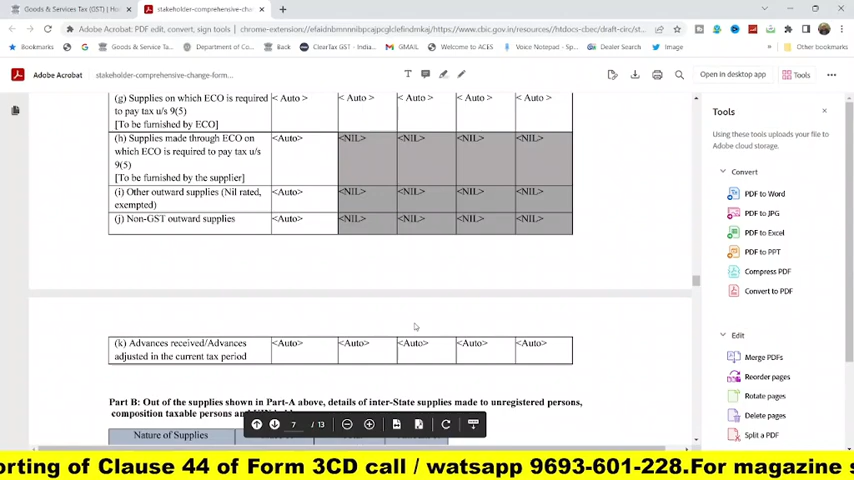 Goods & Services Tax (GST) | Hom
stakeholder-comprehensive-chan
Adobe Acrobat: PDF edit, convert, sign tools
chrome-extension://efaidnbmnnnibpcajpcglclefindmkaj/https://www.cbic.gov.in/resources//htdocs-cbec/draft-circ/st...
Bookmarks
Goods & Service Ta...
Department of Co...
Back
ClearTax GST - India...
GMAIL
Welcome to ACES
Voice Notepad - Sp...
Dealer Search
Twitter
Image
Other bookmarks
Adobe Acrobat
stakeholder-comprehensive-change-form...
Open in desktop app
Tools
(g) Supplies on which ECO is required < Auto > < Auto > < Auto > < Auto > < Auto >
to pay tax u/s 9(5)
[To be furnished by ECO]
(h) Supplies made through ECO on <Auto> <NIL> <NIL> <NIL> <NIL>
which ECO is required to pay tax u/s
9(5)
[To be furnished by the supplier]
(i) Other outward supplies (Nil rated, <Auto> <NIL> <NIL> <NIL> <NIL>
exempted)
(j) Non-GST outward supplies <Auto> <NIL> <NIL> <NIL> <NIL>
(k) Advances received/Advances <Auto> <Auto> <Auto> <Auto> <Auto>
adjusted in the current tax period
Part B: Out of the supplies shown in Part-A above, details of inter-State supplies made to unregistered persons,
composition taxable persons and
7 / 13
Nature of Supplies
Tools
Utilising these tools uploads your file to
Adobe cloud storage.
Convert
PDF to Word
PDF to JPG
PDF to Excel
PDF to PPT
Compress PDF
Convert to PDF
Edit
Merge PDFs
Reorder pages
Rotate pages
Delete pages
Split a PDF
orting of Clause 44 of Form 3CD call / watsapp 9693-601-228.For magazine s